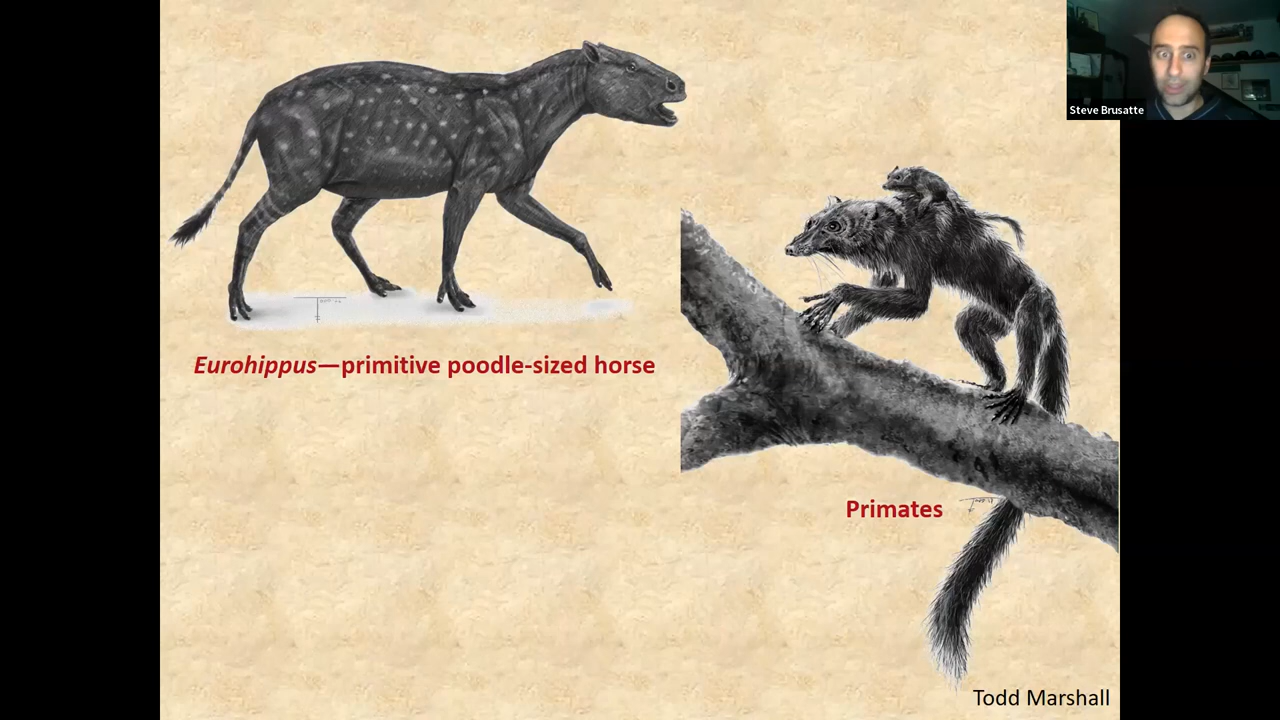 Steve Brusatte
Eurohippus—primitive poodle-sized horse
Primates
Todd Marshall